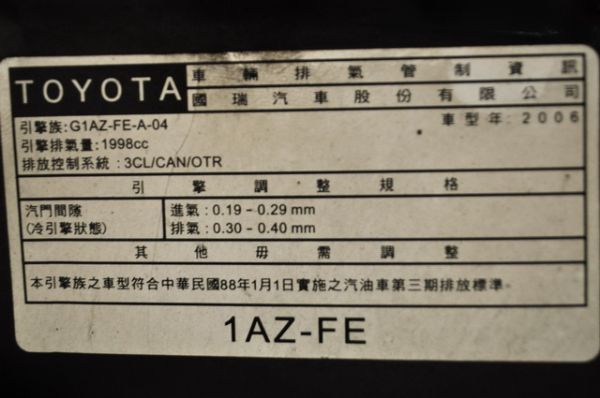 TOYOTA
車輛排氣管制資訊
國瑞汽車股份有限公司
引擎族:G1AZ-FE-A-04
車型年:2006
引擎排氣量:1998cc
排放控制系統:3CL/CAN/OTR
引擎調整規格
汽門間隙
(冷引擎狀態)
進氣:0.19-0.29 mm
排氣:0.30-0.40 mm
其他毋需調整
本引擎族之車型符合中華民國88年1月1日實施之汽油車第三期排放標準。
1AZ-FE